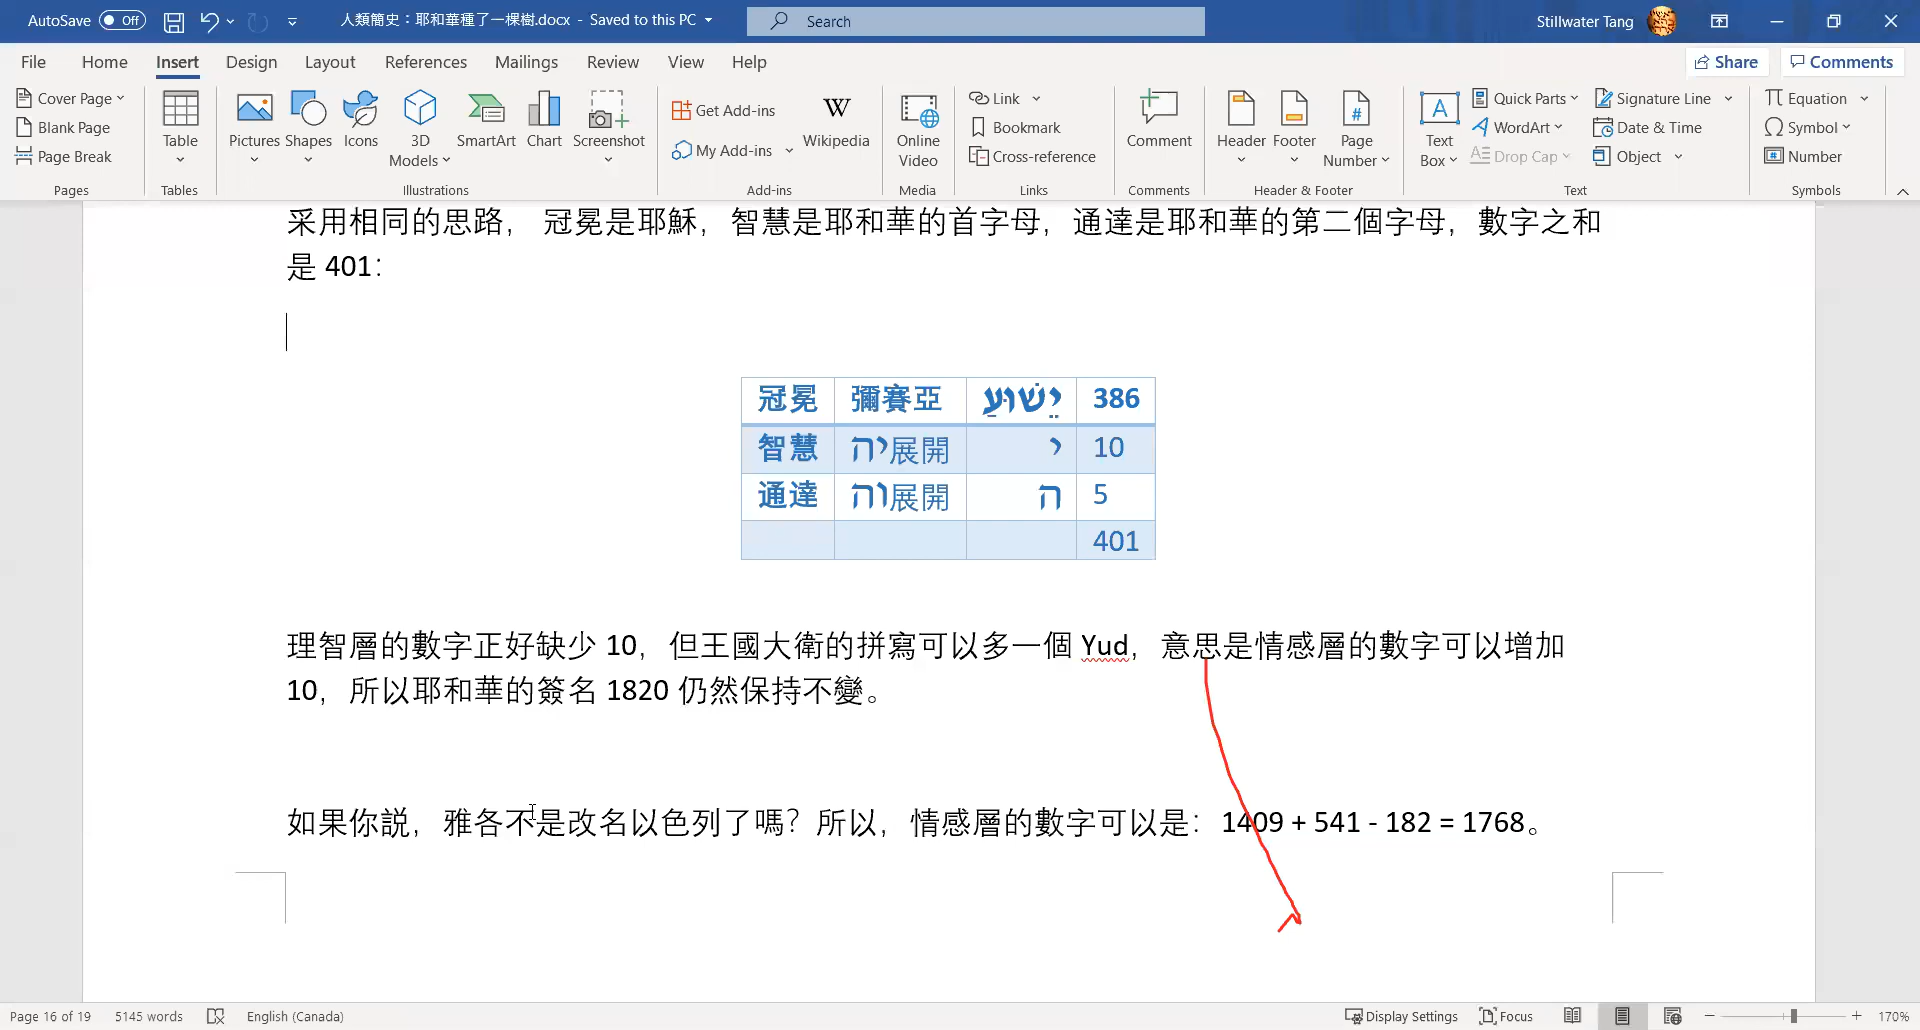 AutoSave Off 人類簡史：耶和華種了一棵樹.docx - Saved to this PC Search Stillwater Tang
File Home Insert Design Layout References Mailings Review View Help Share Comments
Cover Page
Blank Page
Page Break
Pages
Table
Tables
Pictures Shapes Icons 3D Models SmartArt Chart Screenshot
Illustrations
Get Add-ins
My Add-ins
Wikipedia
Add-ins
Online Video
Media
Link
Bookmark
Cross-reference
Links
Comment
Comments
Header Footer Page Number
Header & Footer
Text Box
Quick Parts
WordArt
Drop Cap
Signature Line
Date & Time
Object
Text
Equation
Symbol
Number
Symbols
采用相同的思路， 冠冕是耶穌，智慧是耶和華的首字母，通達是耶和華的第二個字母，數字之和
是 401：
冠冕 彌賽亞 יֵשׁוּעַ 386
智慧 יה展開 י 10
通達 וה展開 ה 5
401
理智層的數字正好缺少 10，但王國大衛的拼寫可以多一個 Yud，意思是情感層的數字可以增加
10，所以耶和華的簽名 1820 仍然保持不變。
如果你説，雅各不是改名以色列了嗎？所以，情感層的數字可以是：1409 + 541 - 182 = 1768。
Page 16 of 19 5145 words English (Canada) Display Settings Focus 170%